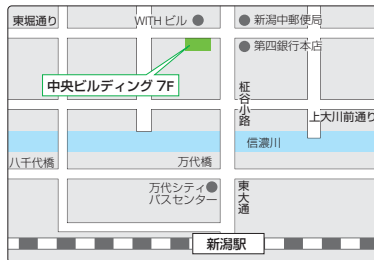 東堀通り
WITH ビル
新潟中郵便局
第四銀行本店
中央ビルディング 7F
柾谷小路
上大川前通り
信濃川
八千代橋
万代橋
万代シティ
バスセンター
東大通
新潟駅